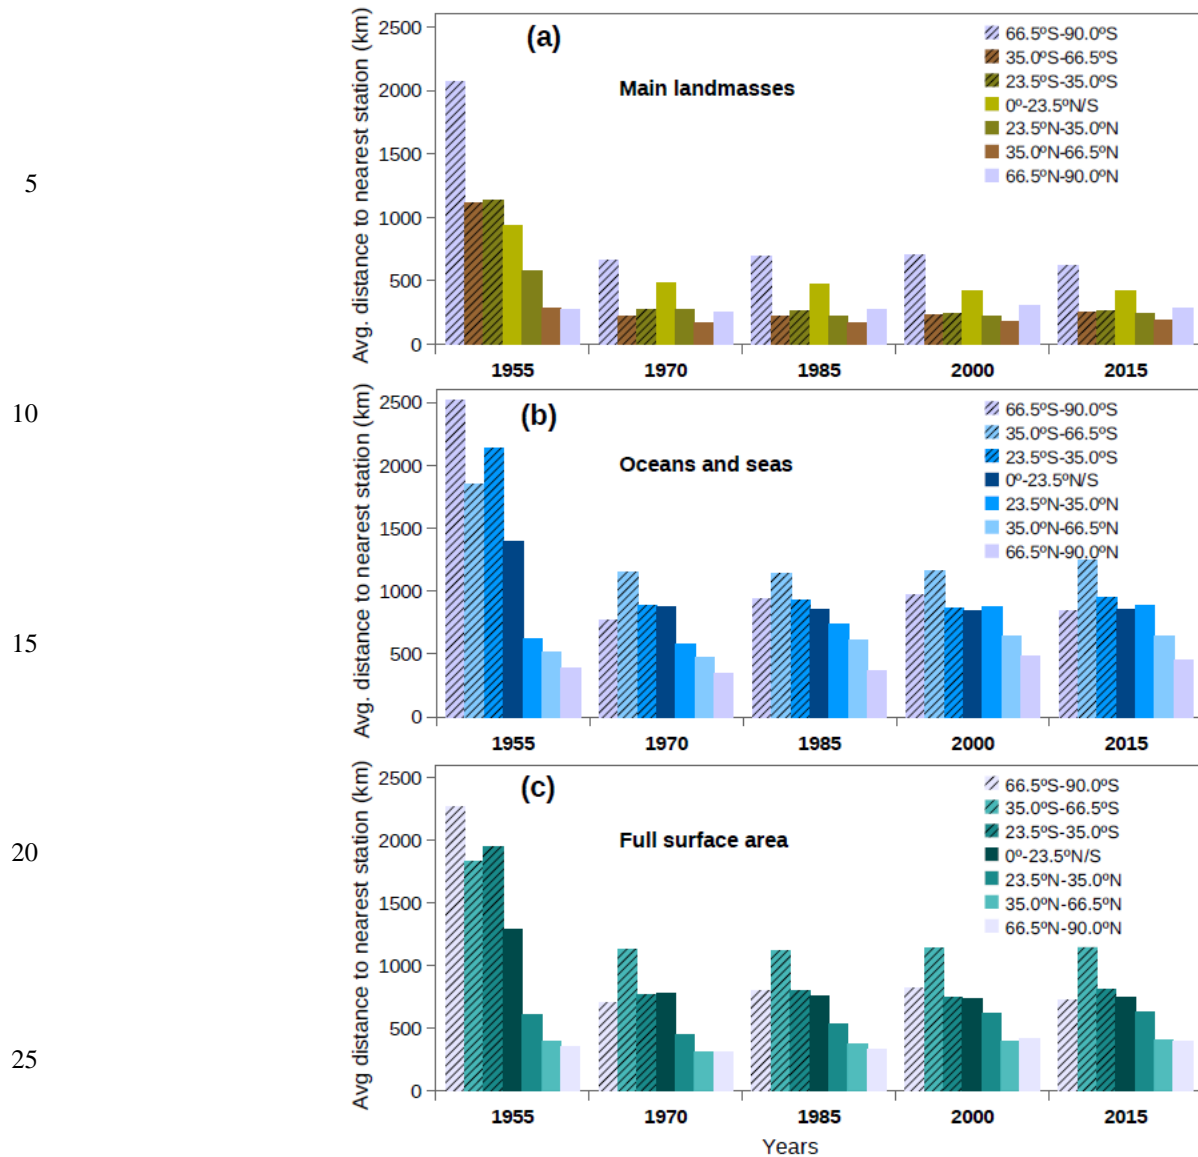 (a)
Main landmasses
Avg. distance to nearest station (km)
2500
2000
1500
1000
500
0
66.5ºS-90.0ºS
35.0ºS-66.5ºS
23.5ºS-35.0ºS
0º-23.5ºN/S
23.5ºN-35.0ºN
35.0ºN-66.5ºN
66.5ºN-90.0ºN
1955 1970 1985 2000 2015
5
(b)
Oceans and seas
Avg. distance to nearest station (km)
2500
2000
1500
1000
500
0
66.5ºS-90.0ºS
35.0ºS-66.5ºS
23.5ºS-35.0ºS
0º-23.5ºN/S
23.5ºN-35.0ºN
35.0ºN-66.5ºN
66.5ºN-90.0ºN
1955 1970 1985 2000 2015
10
15
(c)
Full surface area
Avg distance to nearest station (km)
2500
2000
1500
1000
500
0
66.5ºS-90.0ºS
35.0ºS-66.5ºS
23.5ºS-35.0ºS
0º-23.5ºN/S
23.5ºN-35.0ºN
35.0ºN-66.5ºN
66.5ºN-90.0ºN
1955 1970 1985 2000 2015
Years
20
25